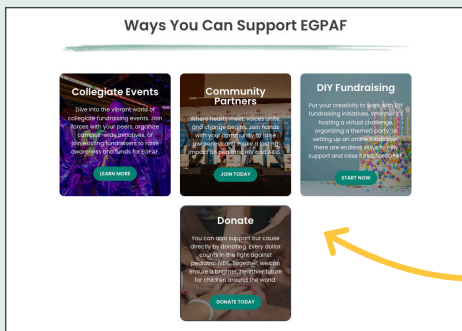 Ways You Can Support EGPAF
Collegiate Events
Dive into the vibrant world of
collegiate fundraising events. Join
forces with your peers, organize
campus-wide initiatives, or
join existing fundraisers to raise
awareness and funds for EGPAF.
LEARN MORE
Community
Partners
Where hearts meet, voices unite,
and change begins. Join hands
with your community to raise
awareness and make a lasting
impact on pediatric HIV and AIDS.
JOIN TODAY
DIY Fundraising
Put your creativity to work with DIY
fundraising initiatives. Whether it's
hosting a virtual challenge,
organizing a themed party, or
setting up an online fundraiser,
there are endless ways to rally
support and raise funds for EGPAF.
START NOW
Donate
You can also support our cause
directly by donating. Every dollar
counts in the fight against
pediatric AIDS. Together, we can
ensure a brighter, healthier future
for children around the world.
DONATE TODAY